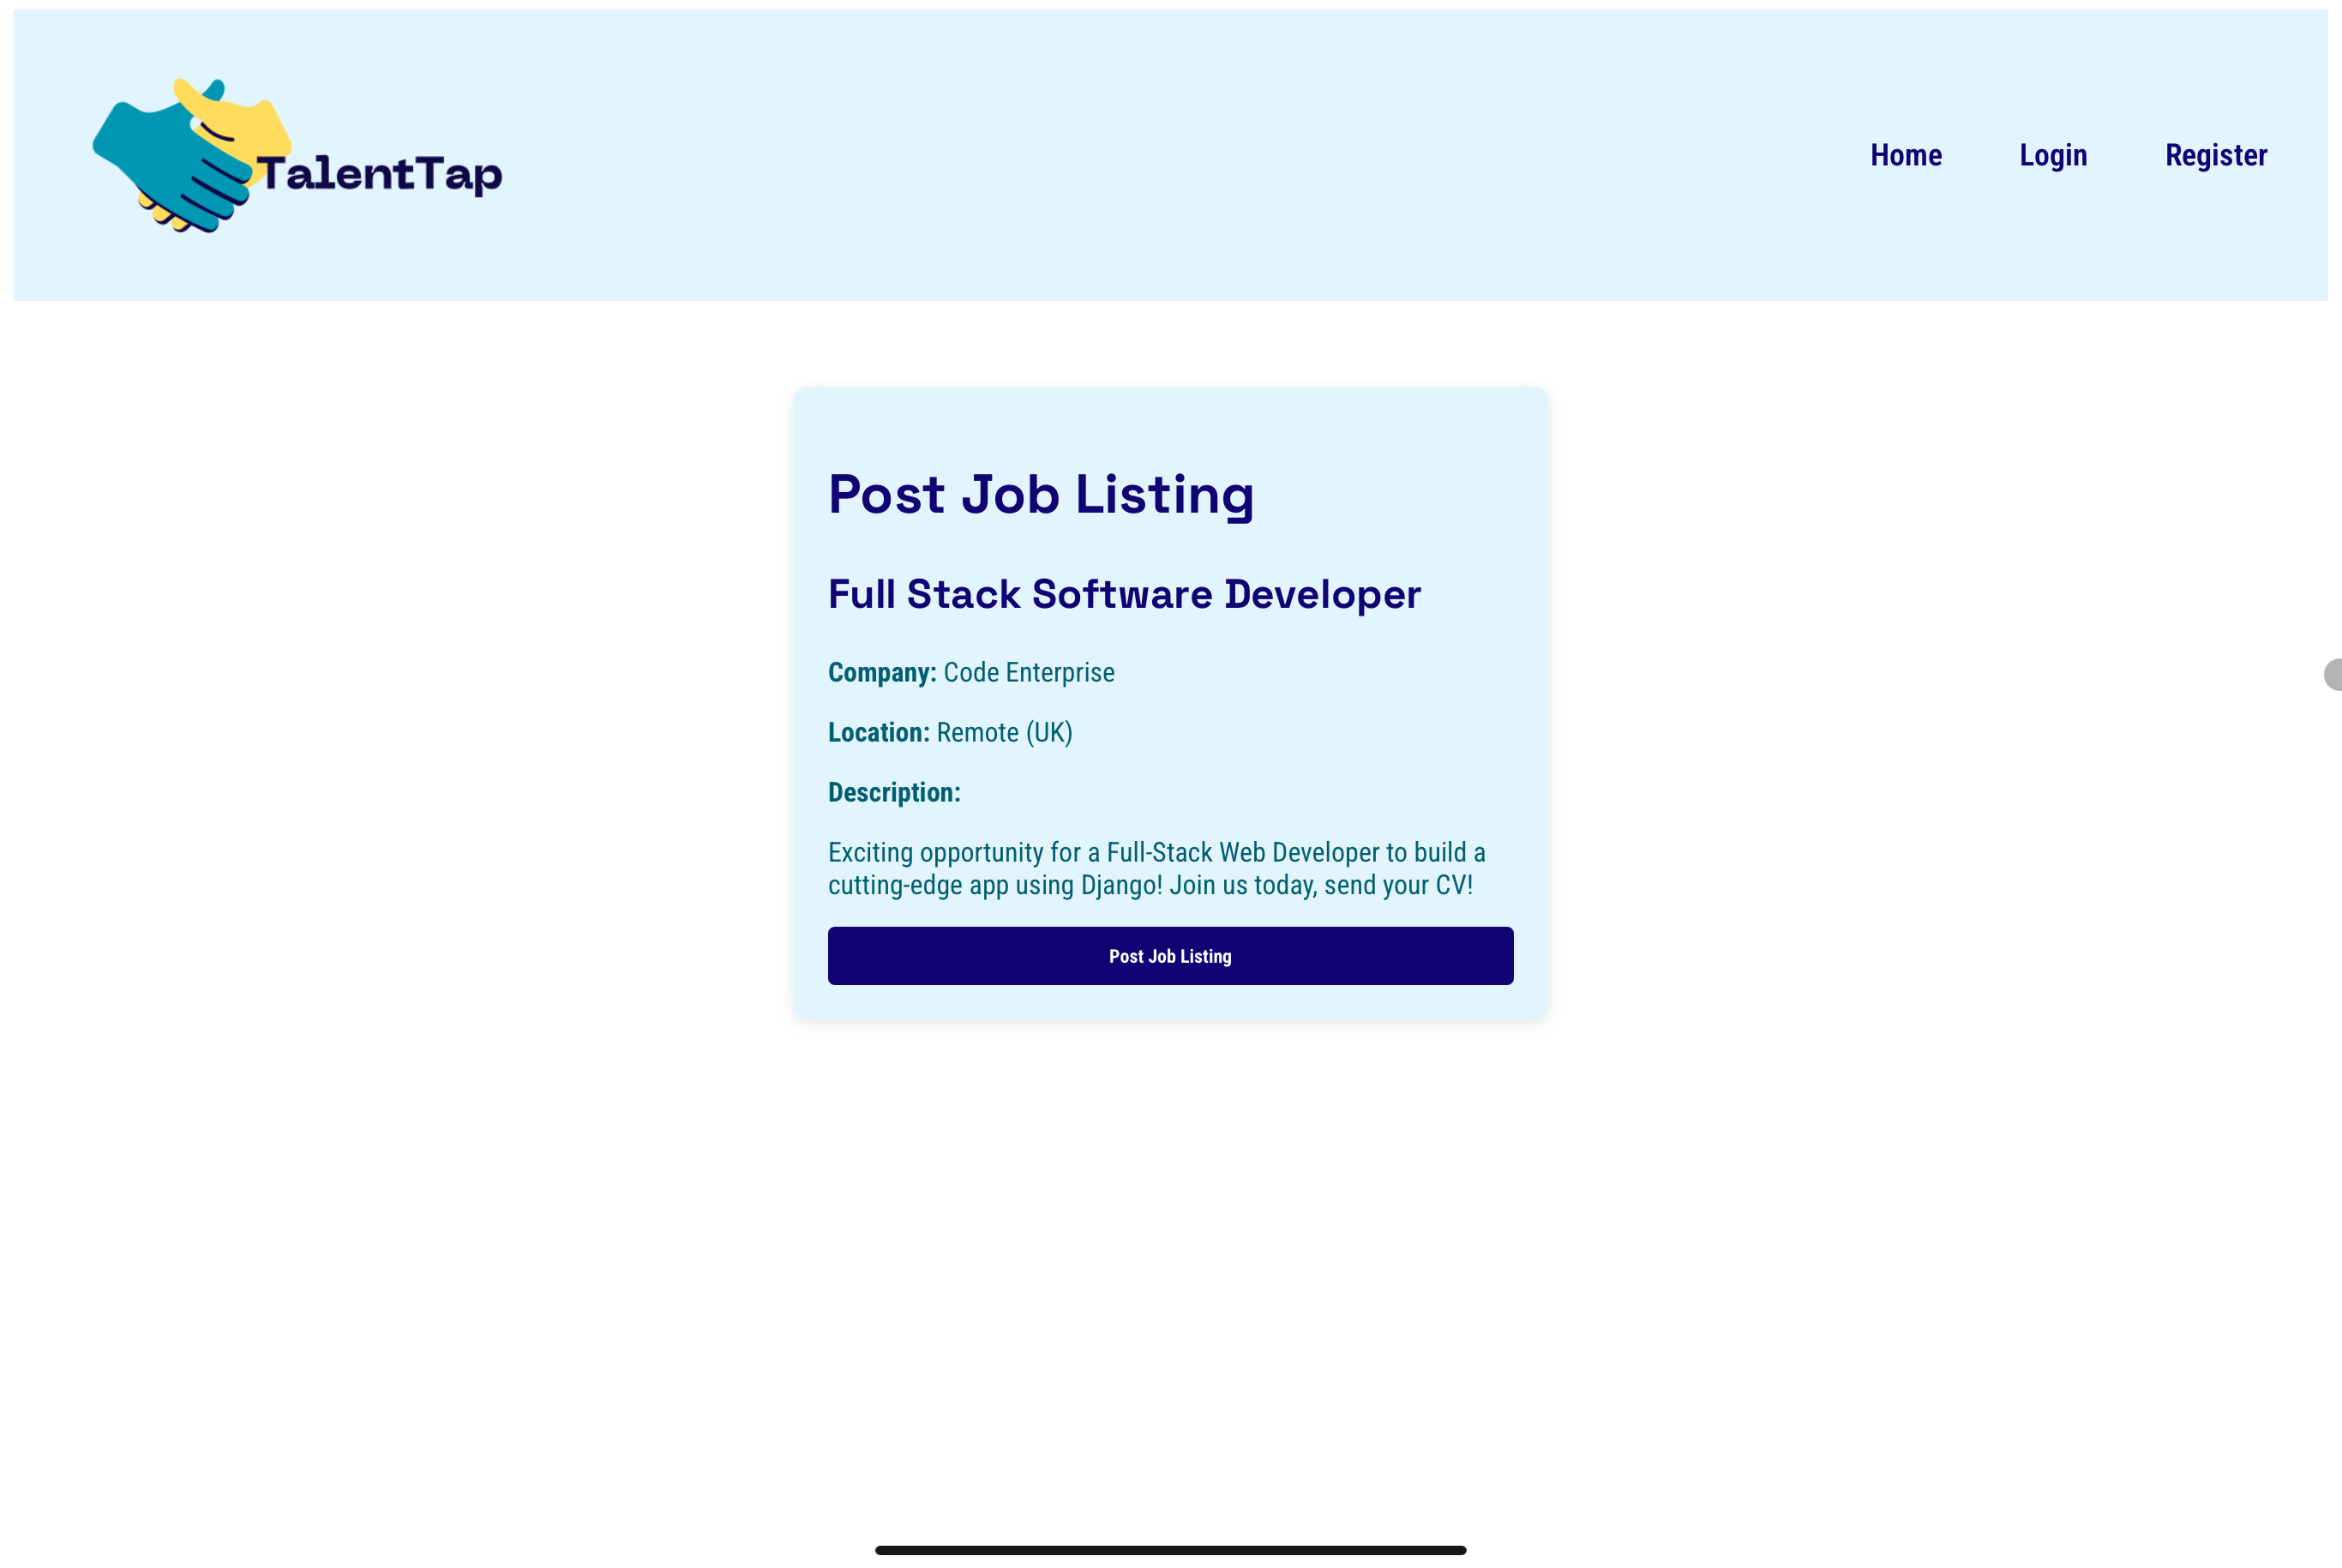 TalentTap
Home Login Register
Post Job Listing
Full Stack Software Developer
Company: Code Enterprise
Location: Remote (UK)
Description:
Exciting opportunity for a Full-Stack Web Developer to build a
cutting-edge app using Django! Join us today, send your CV!
Post Job Listing